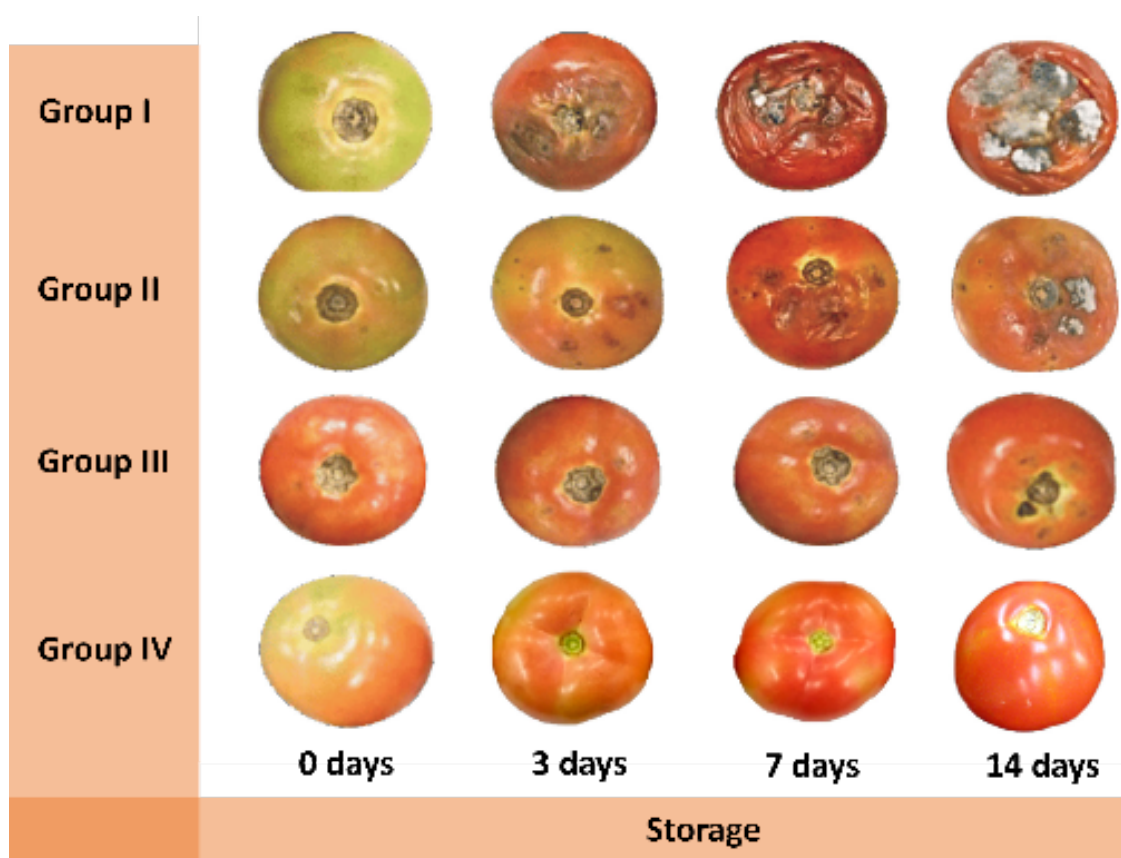 Group I
Group II
Group III
Group IV
0 days 3 days 7 days 14 days
Storage